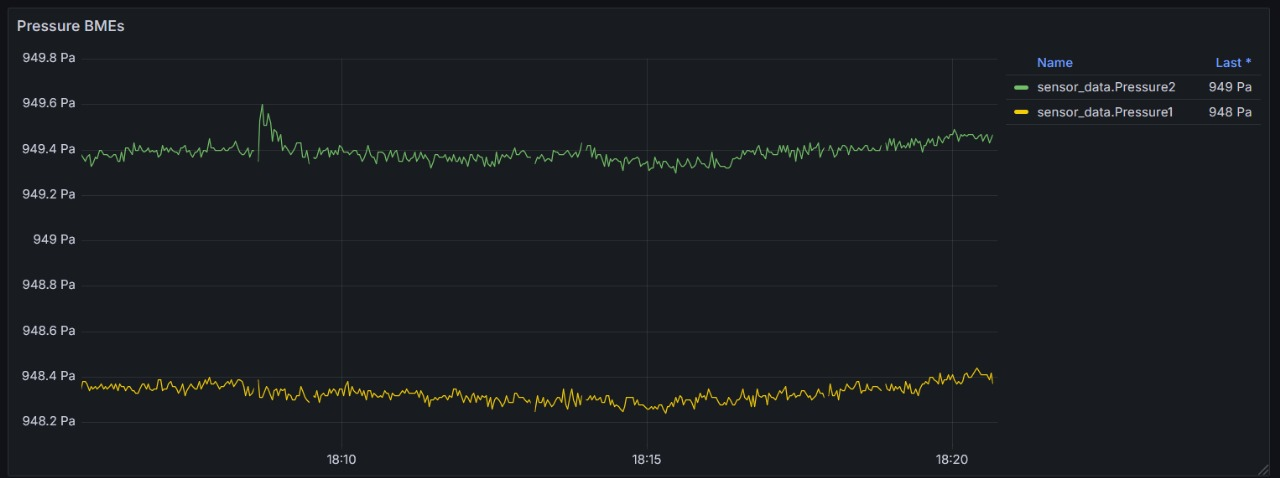 Pressure BMEs
949.8 Pa
949.6 Pa
949.4 Pa
949.2 Pa
949 Pa
948.8 Pa
948.6 Pa
948.4 Pa
948.2 Pa
18:10 18:15 18:20
Name Last *
sensor_data.Pressure2 949 Pa
sensor_data.Pressure1 948 Pa